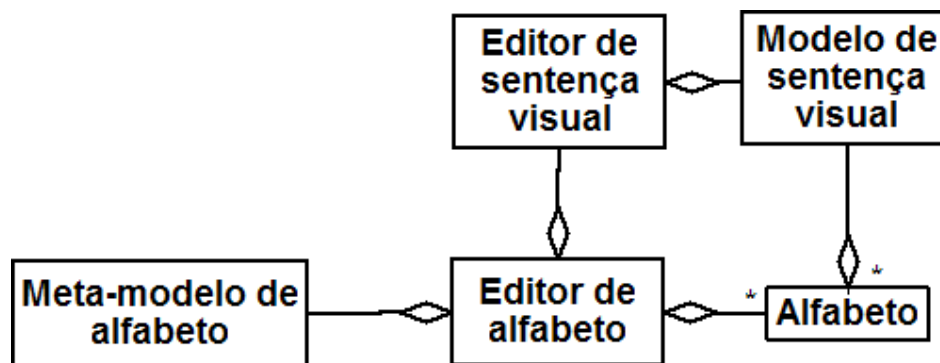 Editor de
sentença
visual
Modelo de
sentença
visual
Meta-modelo de
alfabeto
Editor de
alfabeto
*
*
Alfabeto